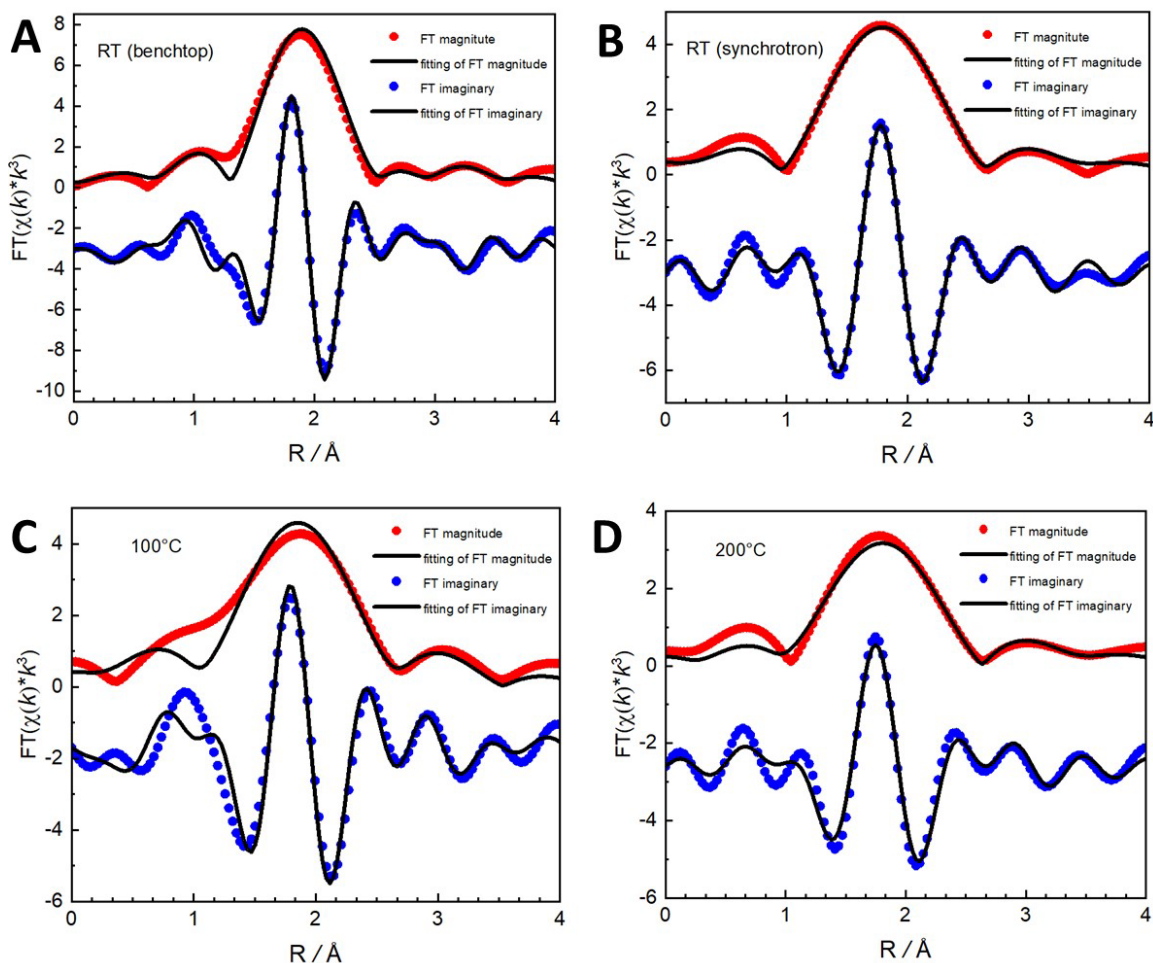 A
RT (benchtop)
FT magnitute
fitting of FT magnitude
FT imaginary
fitting of FT imaginary
FT(χ(k)*k³)
8
6
4
2
0
-2
-4
-6
-8
-10
0
1
2
3
4
R / Å
B
RT (synchrotron)
FT magnitute
fitting of FT magnitude
FT imaginary
fitting of FT imaginary
FT(χ(k)*k³)
4
2
0
-2
-4
-6
0
1
2
3
4
R / Å
C
100°C
FT magnitude
fitting of FT magnitude
FT imaginary
fitting of FT imaginary
FT(χ(k)*k³)
4
2
0
-2
-4
-6
0
1
2
3
4
R / Å
D
200°C
FT magnitude
fitting of FT magnitude
FT imaginary
fitting of FT imaginary
FT(χ(k)*k³)
4
2
0
-2
-4
-6
0
1
2
3
4
R / Å